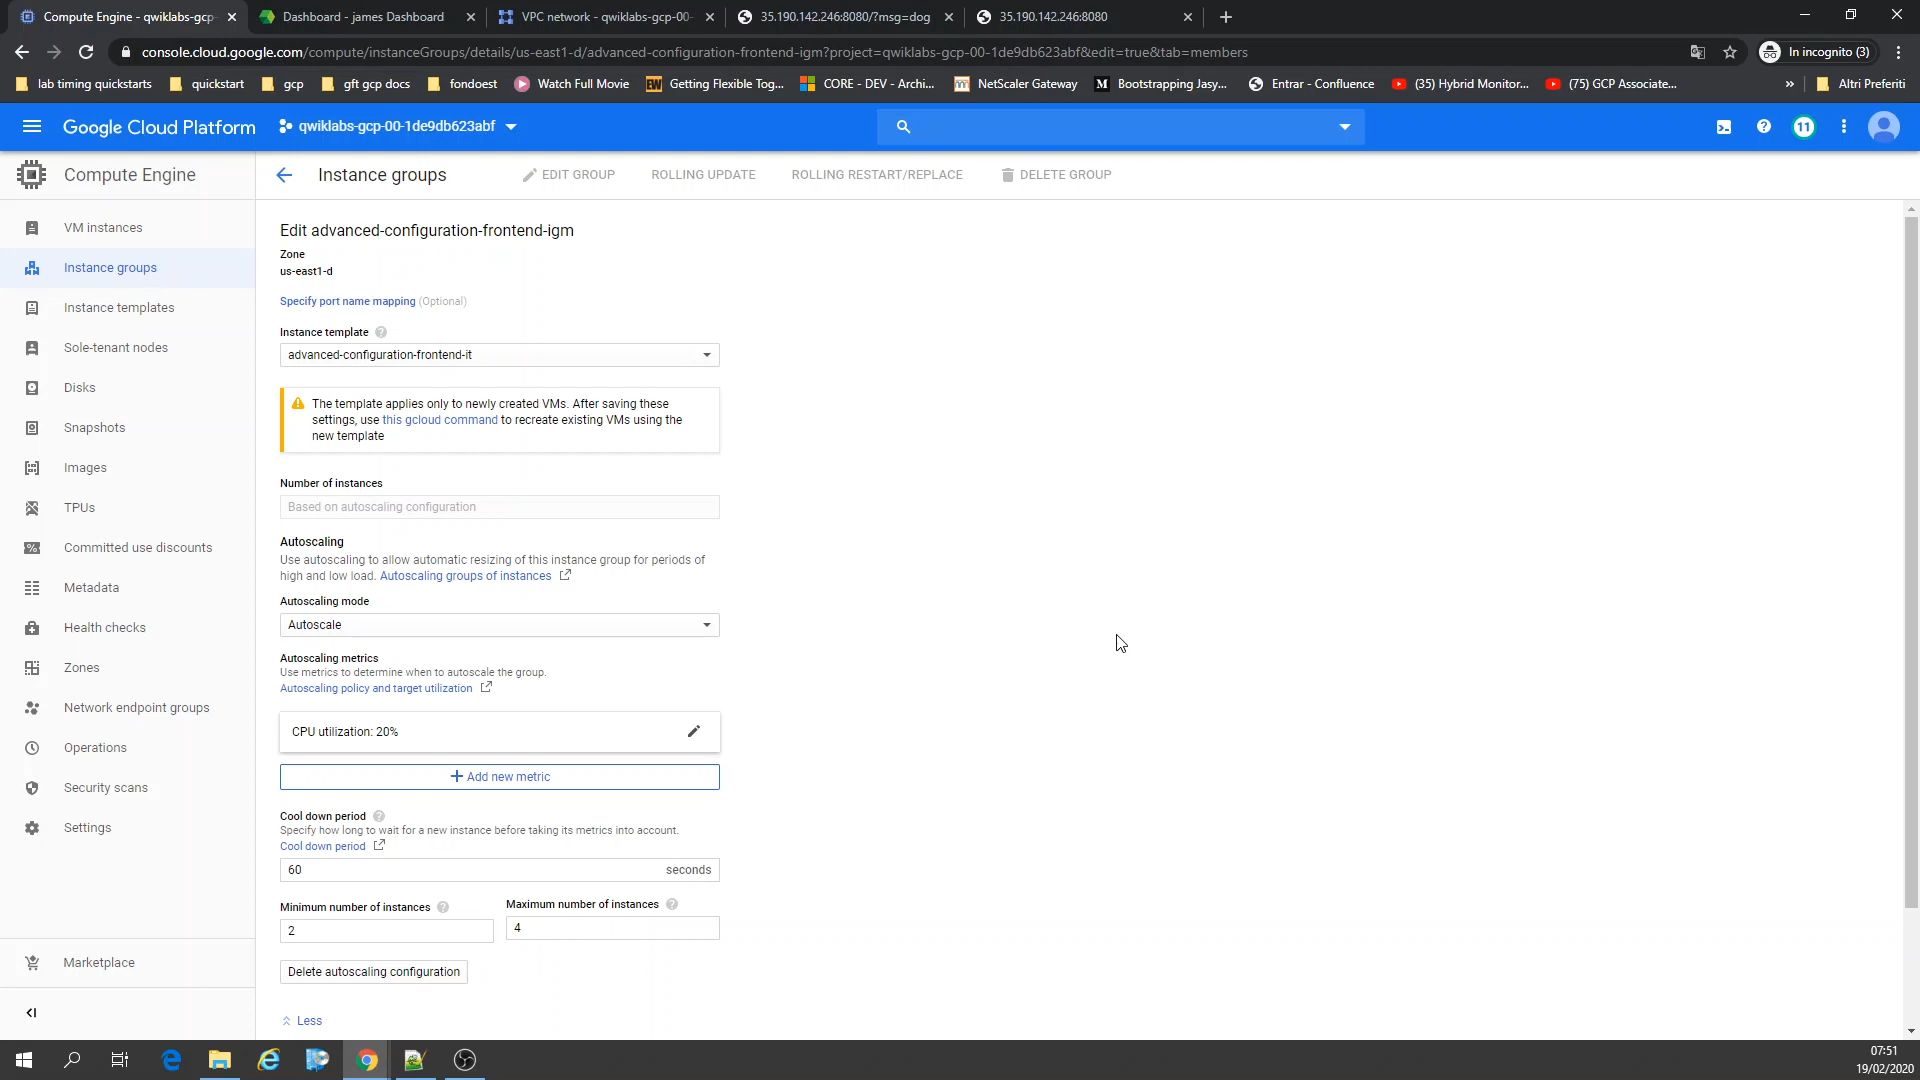 Compute Engine - qwiklabs-gcp-
Dashboard - james Dashboard
VPC network - qwiklabs-gcp-00-
35.190.142.246:8080/?msg=dog
35.190.142.246:8080
console.cloud.google.com/compute/instanceGroups/details/us-east1-d/advanced-configuration-frontend-igm?project=qwiklabs-gcp-00-1de9db623abf&edit=true&tab=members
In incognito (3)
lab timing quickstarts
quickstart
gcp
gft gcp docs
fondoest
Watch Full Movie
Getting Flexible Tog...
CORE - DEV - Archi...
NetScaler Gateway
Bootstrapping Jasy...
Entrar - Confluence
(35) Hybrid Monitor...
(75) GCP Associate...
»
Altri Preferiti
Google Cloud Platform
qwiklabs-gcp-00-1de9db623abf
11
Compute Engine
Instance groups
EDIT GROUP
ROLLING UPDATE
ROLLING RESTART/REPLACE
DELETE GROUP
VM instances
Instance groups
Instance templates
Sole-tenant nodes
Disks
Snapshots
Images
TPUs
Committed use discounts
Metadata
Health checks
Zones
Network endpoint groups
Operations
Security scans
Settings
Marketplace
Edit advanced-configuration-frontend-igm
Zone
us-east1-d
Specify port name mapping (Optional)
Instance template
advanced-configuration-frontend-it
The template applies only to newly created VMs. After saving these
settings, use this gcloud command to recreate existing VMs using the
new template
Number of instances
Based on autoscaling configuration
Autoscaling
Use autoscaling to allow automatic resizing of this instance group for periods of
high and low load. Autoscaling groups of instances
Autoscaling mode
Autoscale
Autoscaling metrics
Use metrics to determine when to autoscale the group.
Autoscaling policy and target utilization
CPU utilization: 20%
+ Add new metric
Cool down period
Specify how long to wait for a new instance before taking its metrics into account.
Cool down period
60 seconds
Minimum number of instances
2
Maximum number of instances
4
Delete autoscaling configuration
Less
07:51
19/02/2020